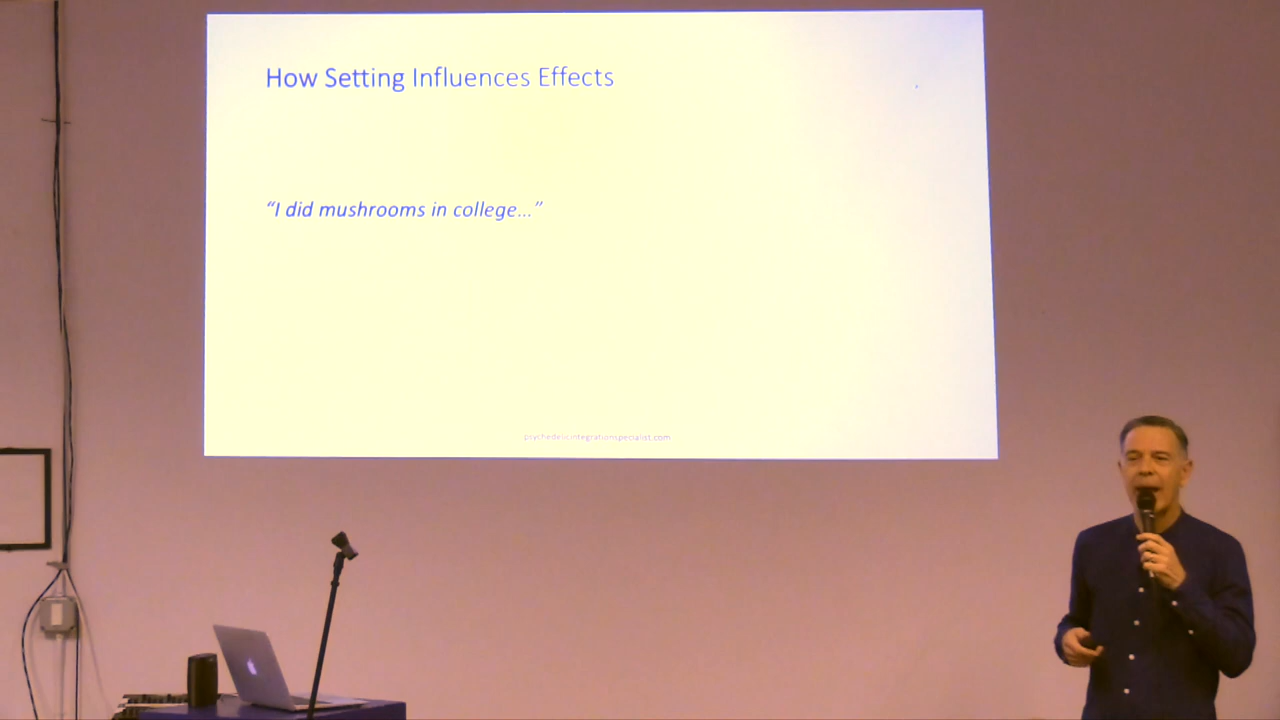 How Setting Influences Effects
“I did mushrooms in college...”
psychedelicintegrationspecialist.com